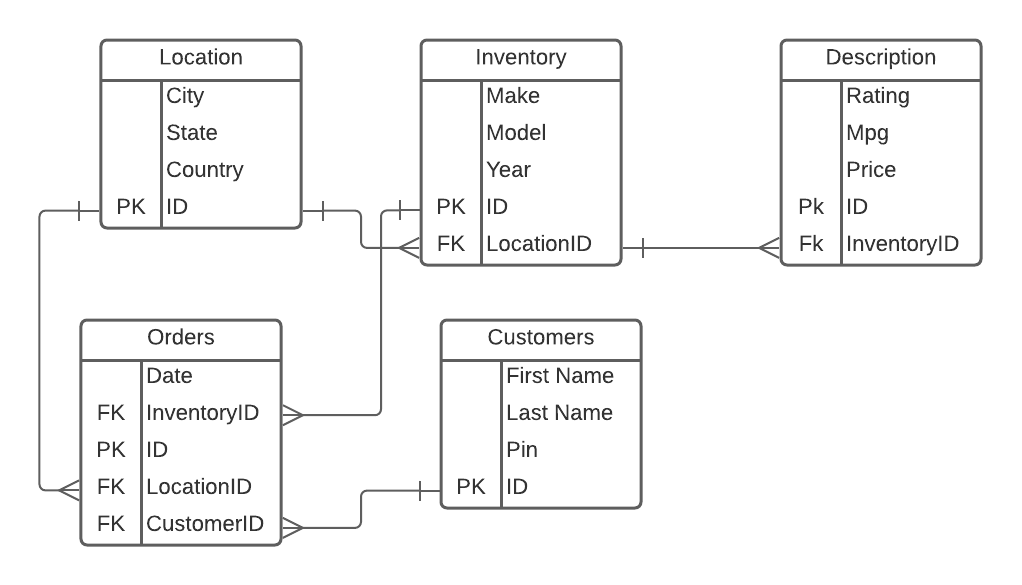 Location
City
State
Country
PK ID
Inventory
Make
Model
Year
PK ID
FK LocationID
Description
Rating
Mpg
Price
Pk ID
Fk InventoryID
Orders
Date
FK InventoryID
PK ID
FK LocationID
FK CustomerID
Customers
First Name
Last Name
Pin
PK ID